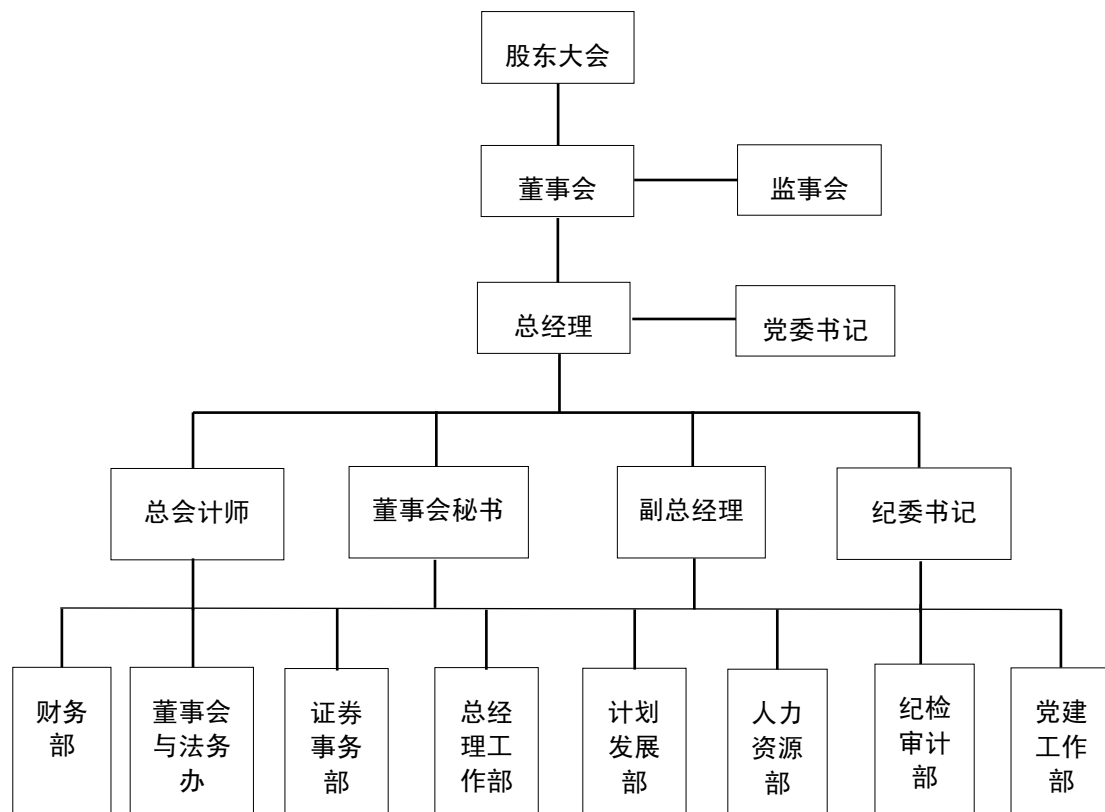 股东大会
董事会
监事会
总经理
党委书记
总会计师
董事会秘书
副总经理
纪委书记
财务
部
董事会
与法务
办
证券
事务
部
总经
理工
作部
计划
发展
部
人力
资源
部
纪检
审计
部
党建
工作
部